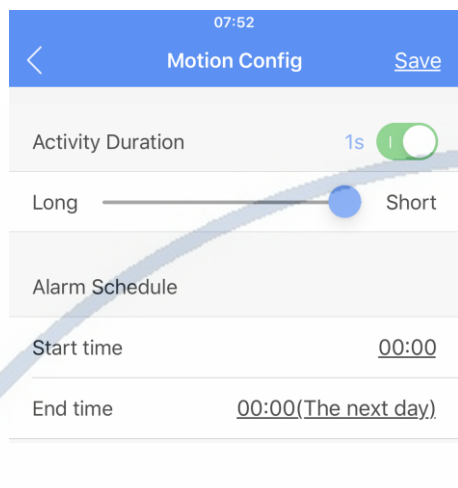 07:52
Motion Config Save
Activity Duration 1s
Long Short
Alarm Schedule
Start time 00:00
End time 00:00(The next day)